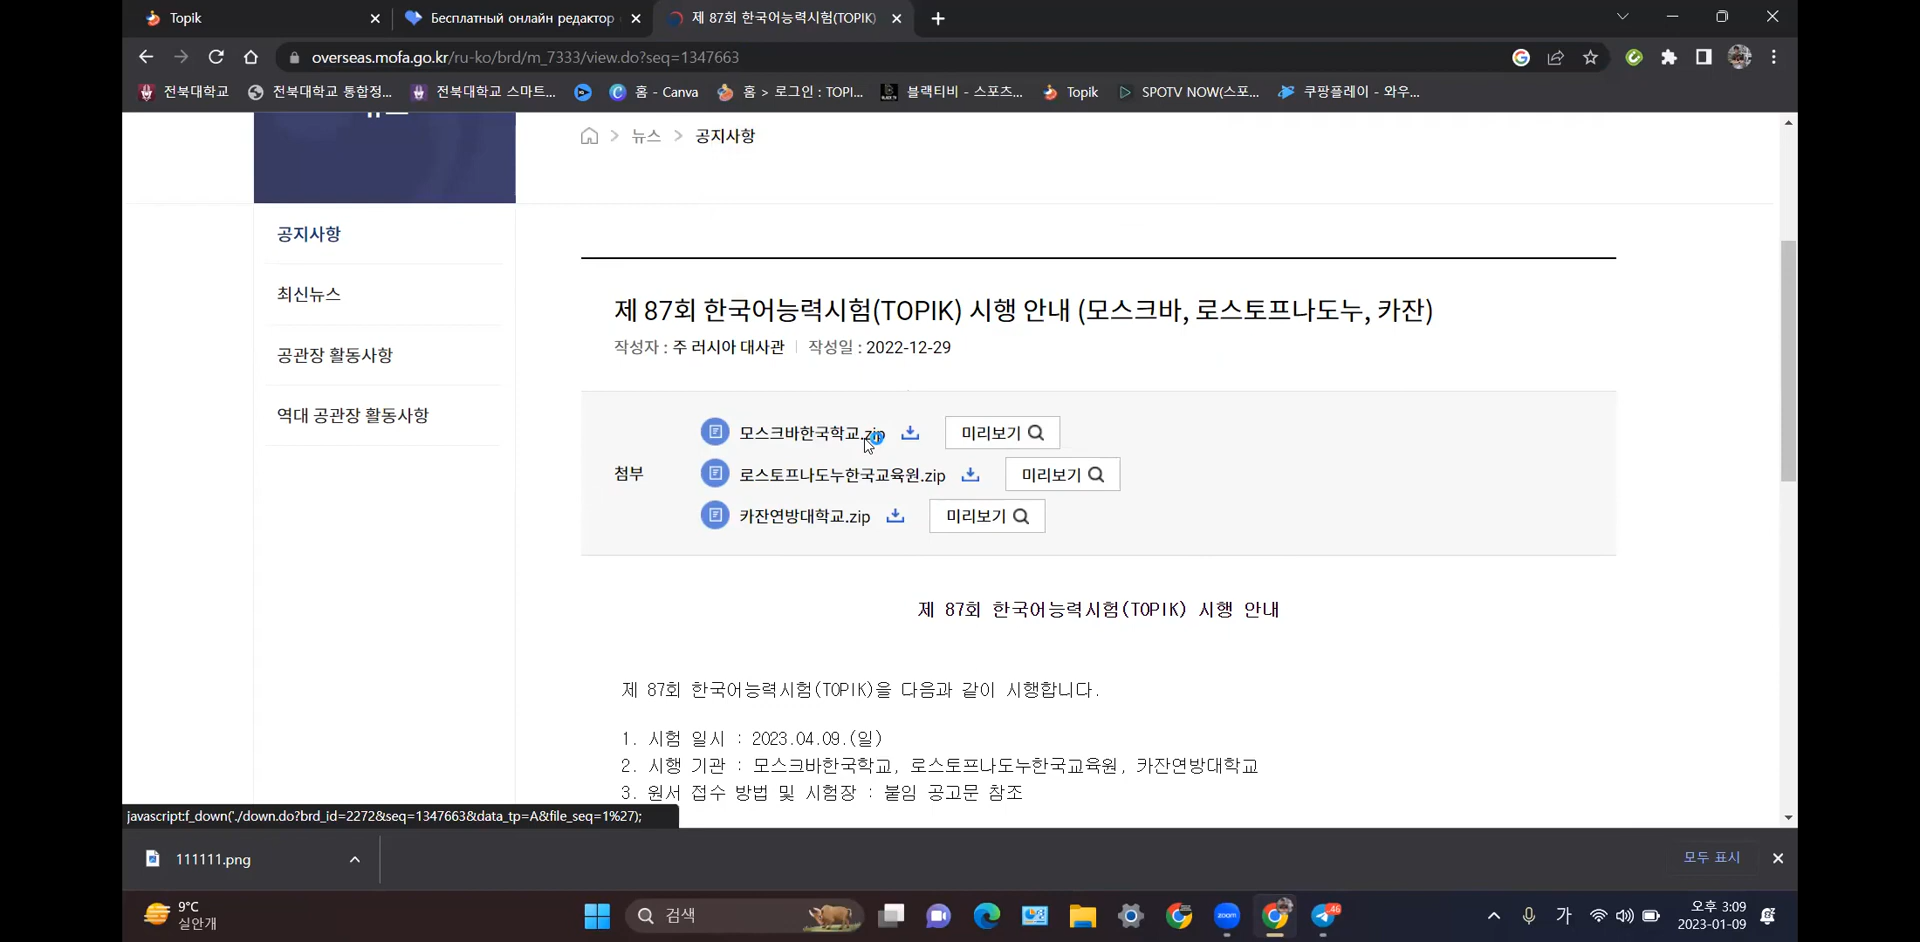 Topik
Бесплатный онлайн редактор
제 87회 한국어능력시험(TOPIK)
overseas.mofa.go.kr/ru-ko/brd/m_7333/view.do?seq=1347663
전북대학교
전북대학교 통합정...
전북대학교 스마트...
홈 - Canva
홈 > 로그인 : TOPI...
블랙티비 - 스포츠...
Topik
SPOTV NOW(스포...
쿠팡플레이 - 와우...
> 뉴스 > 공지사항
공지사항
최신뉴스
공관장 활동사항
역대 공관장 활동사항
제 87회 한국어능력시험(TOPIK) 시행 안내 (모스크바, 로스토프나도누, 카잔)
작성자 : 주 러시아 대사관 작성일 : 2022-12-29
첨부
모스크바한국학교.zip 미리보기
로스토프나도누한국교육원.zip 미리보기
카잔연방대학교.zip 미리보기
제 87회 한국어능력시험(TOPIK) 시행 안내
제 87회 한국어능력시험(TOPIK)을 다음과 같이 시행합니다.
1. 시험 일시 : 2023.04.09.(일)
2. 시행 기관 : 모스크바한국학교, 로스토프나도누한국교육원, 카잔연방대학교
3. 원서 접수 방법 및 시험장 : 붙임 공고문 참조
javascript:f_down('./down.do?brd_id=2272&seq=1347663&data_tp=A&file_seq=1%27);
111111.png
모두 표시
9°C
실안개
검색
zoom
46
가
오후 3:09
2023-01-09